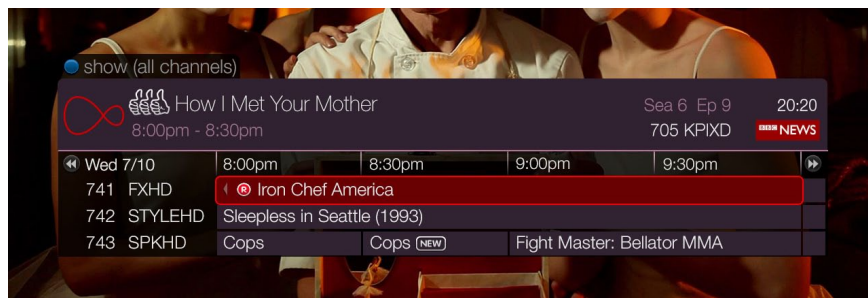 show (all channels)
How I Met Your Mother Sea 6 Ep 9 20:20
8:00pm - 8:30pm 705 KPIXD BBC NEWS
Wed 7/10 8:00pm 8:30pm 9:00pm 9:30pm
741 FXHD R Iron Chef America
742 STYLEHD Sleepless in Seattle (1993)
743 SPKHD Cops Cops NEW Fight Master: Bellator MMA